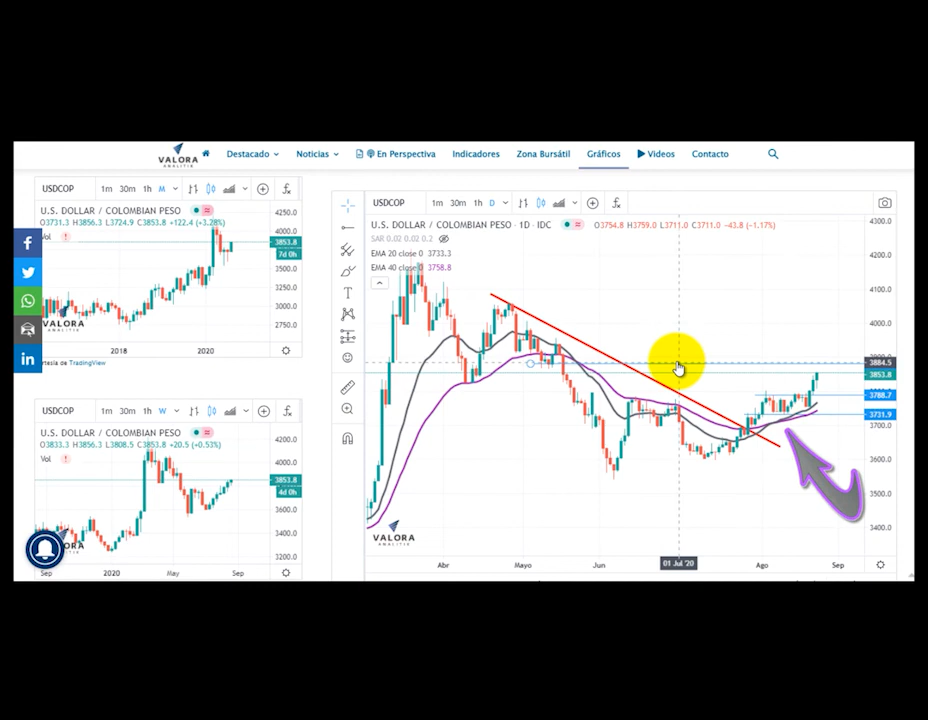 VALORA
ANALITIK
Destacado
Noticias
En Perspectiva
Indicadores
Zona Bursátil
Gráficos
Videos
Contacto
USDCOP 1m 30m 1h M
U.S. DOLLAR / COLOMBIAN PESO
O3731.3 H3856.3 L3724.9 C3853.8 +122.4 (+3.28%)
Vol
4250.0
4000.0
3853.8
7d 0h
3500.0
3250.0
3000.0
2750.0
VALORA
2018 2020
TradingView
USDCOP 1m 30m 1h W
U.S. DOLLAR / COLOMBIAN PESO
O3833.3 H3856.3 L3808.5 C3853.8 +20.5 (+0.53%)
Vol
4200.0
4000.0
3853.8
4d 0h
3600.0
3400.0
3200.0
Sep 2020 May Sep
USDCOP 1m 30m 1h D
U.S. DOLLAR / COLOMBIAN PESO · 1D · IDC O3754.8 H3759.0 L3711.0 C3711.0 -43.8 (-1.17%)
SAR 0.02 0.02 0.2
EMA 20 close 0 3733.3
EMA 40 close 0 3758.8
4300.0
4200.0
4100.0
4000.0
3884.5
3853.8
3788.7
3731.9
3700.0
3600.0
3500.0
3400.0
VALORA
ANALITIK
Abr Mayo Jun 01 Jul '20 Ago Sep